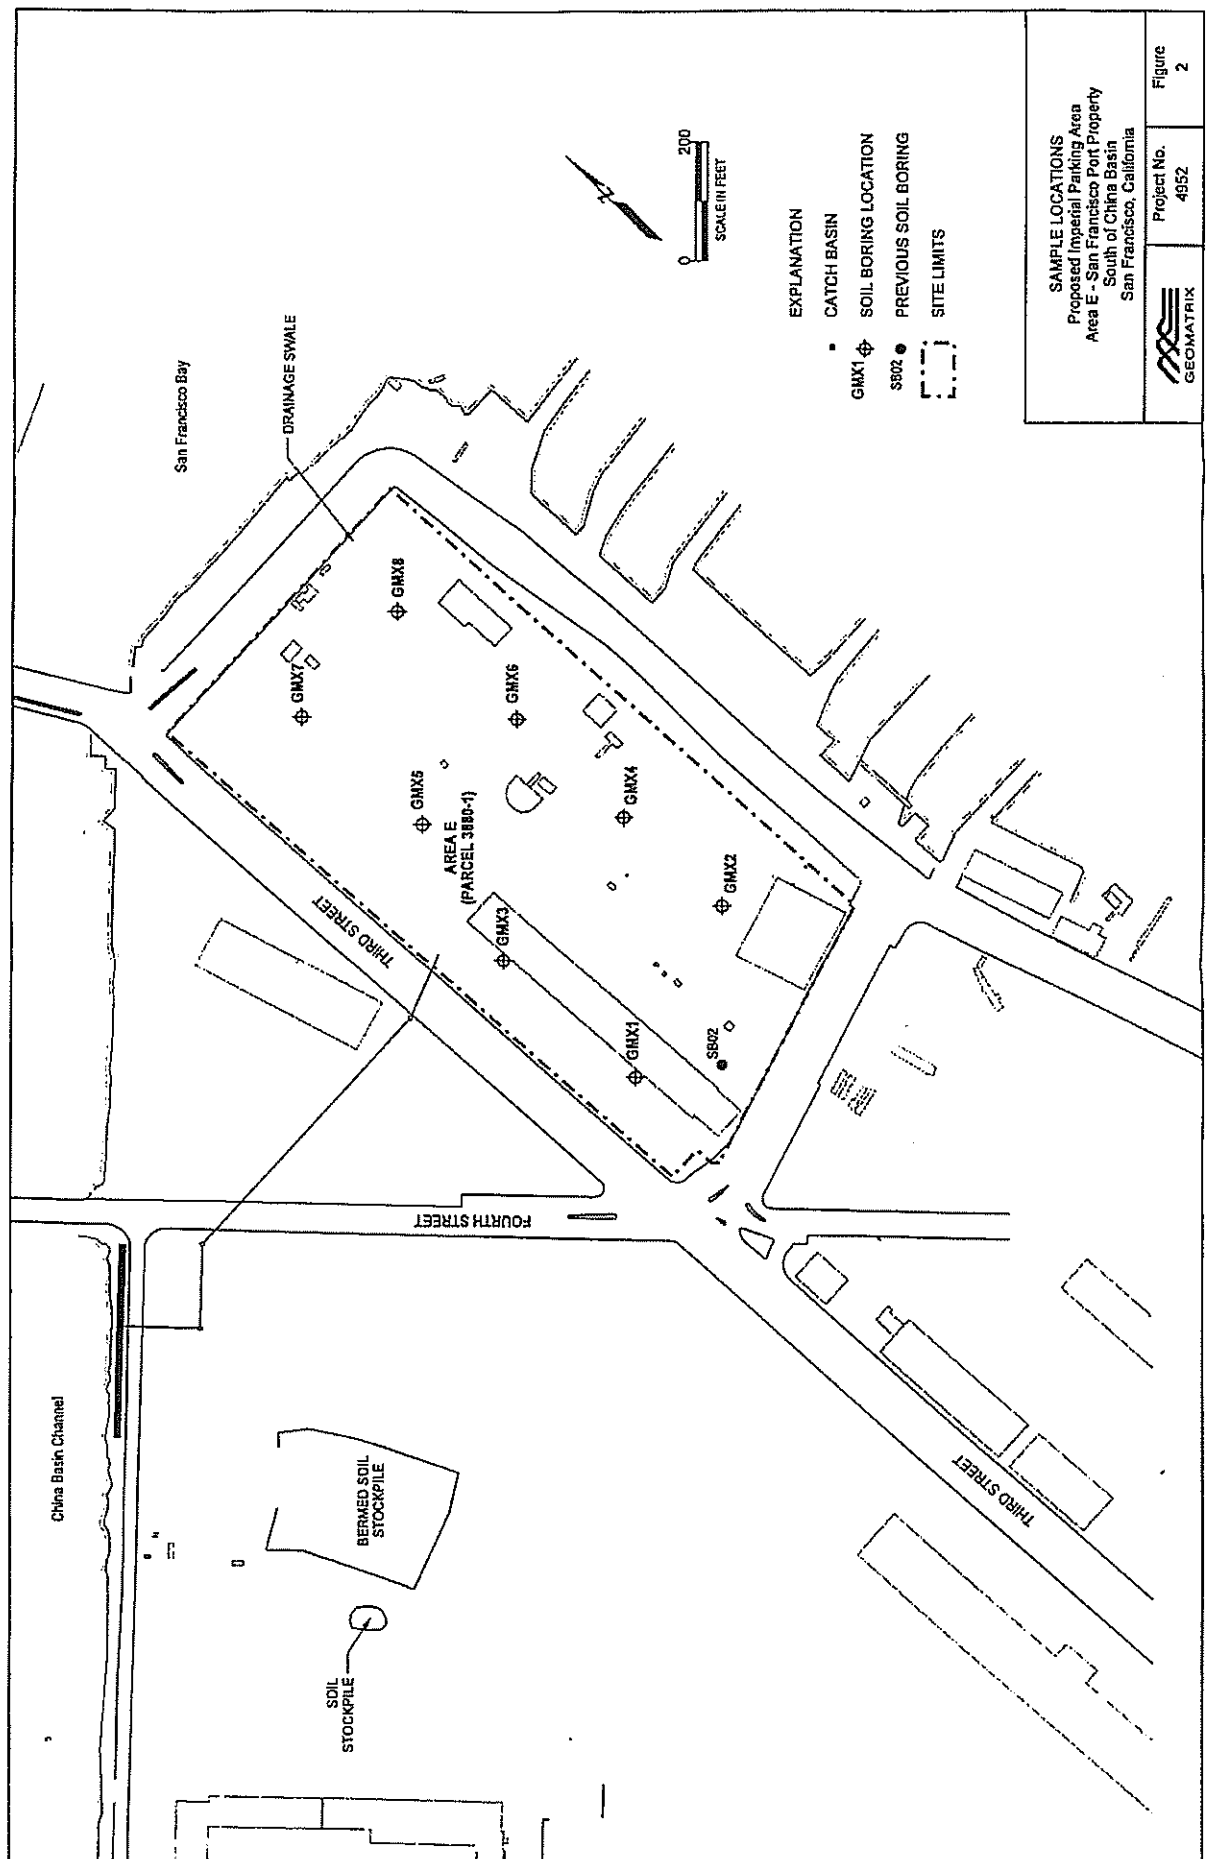 China Basin Channel
San Francisco Bay
DRAINAGE SWALE
SOIL
STOCKPILE
BERMED SOIL
STOCKPILE
FOURTH STREET
THIRD STREET
THIRD STREET
AREA E
(PARCEL 3880-1)
GMX7
GMX8
GMX5
GMX6
GMX3
GMX4
GMX1
GMX2
SB02
N
0 200
SCALE IN FEET
EXPLANATION
CATCH BASIN
GMX1 SOIL BORING LOCATION
SB02 PREVIOUS SOIL BORING
SITE LIMITS
SAMPLE LOCATIONS
Proposed Imperial Parking Area
Area E - San Francisco Port Property
South of China Basin
San Francisco, California
GEOMATRIX
Project No.
4952
Figure
2